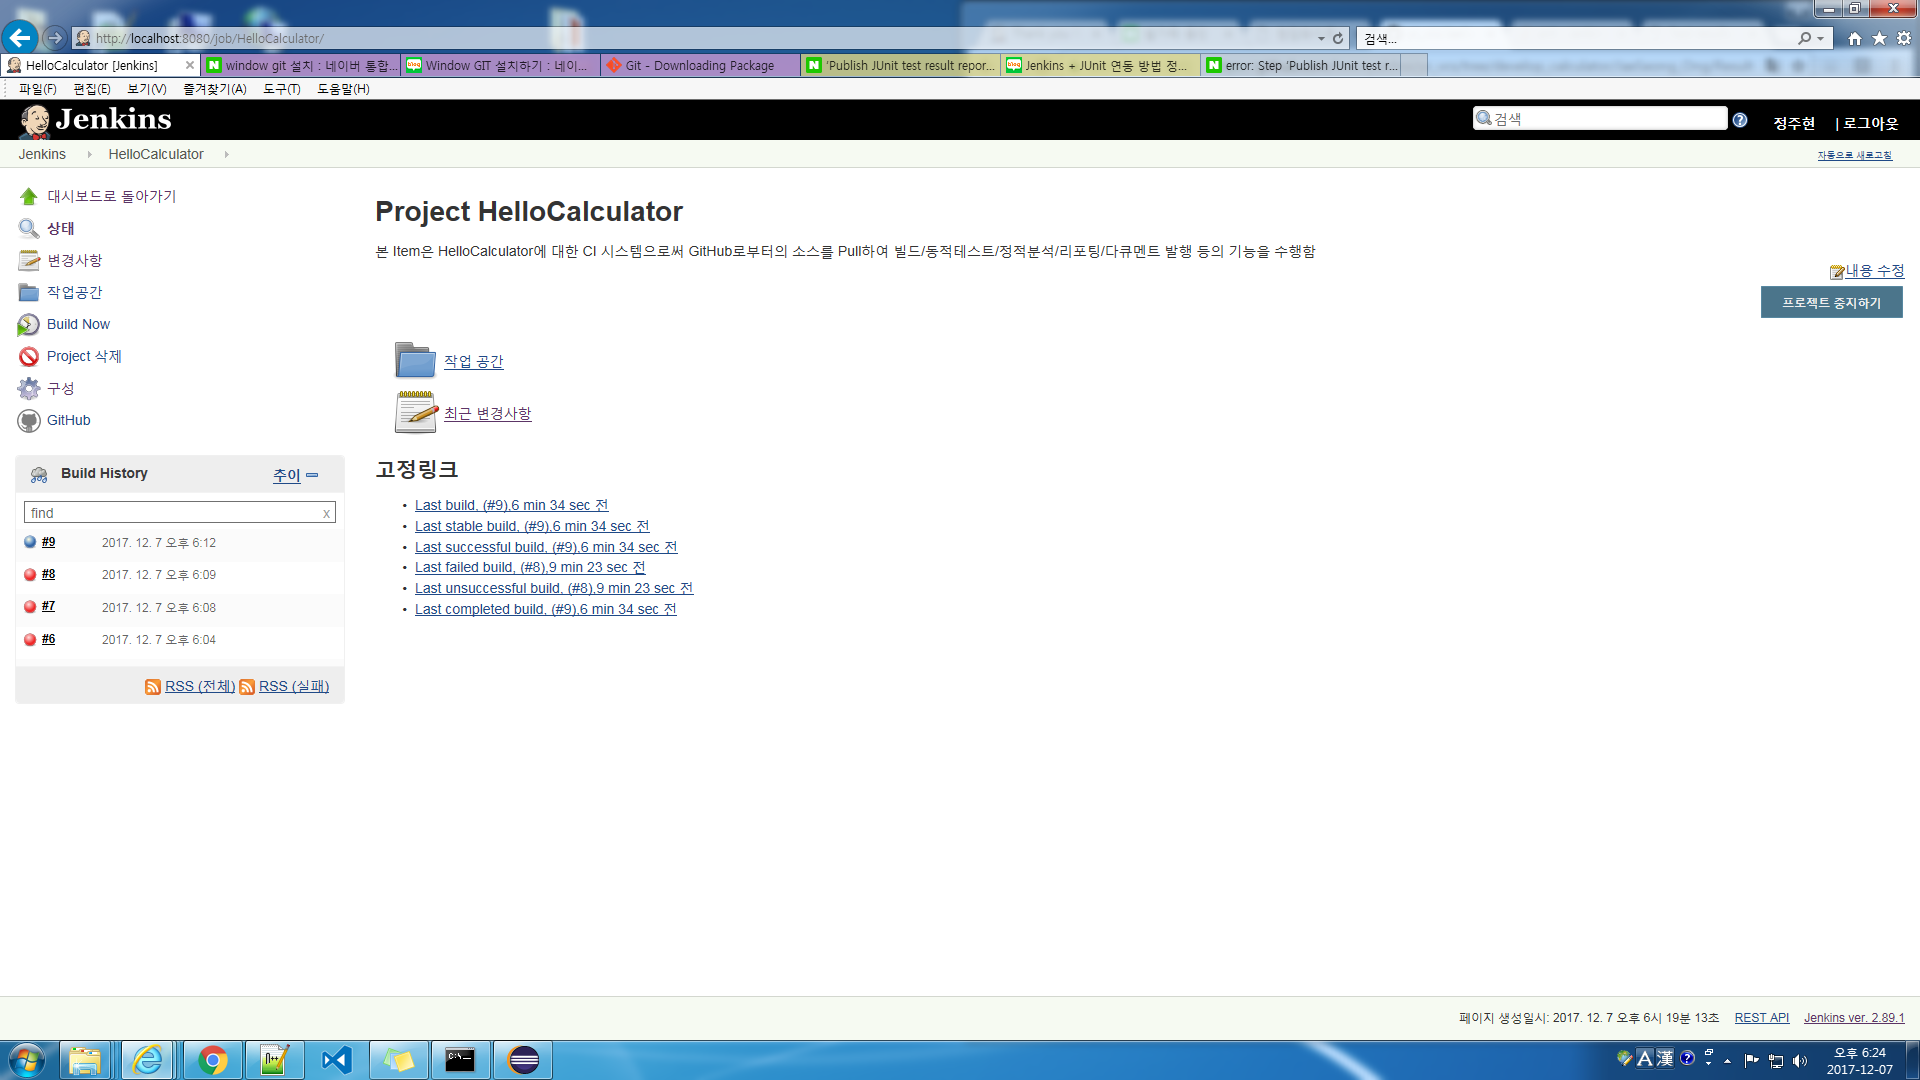 http://localhost:8080/job/HelloCalculator/
검색...
HelloCalculator [Jenkins]
window git 설치 : 네이버 통합...
Window GIT 설치하기 : 네이...
Git - Downloading Package
'Publish JUnit test result repor...
Jenkins + JUnit 연동 방법 정...
error: Step 'Publish JUnit test r...
파일(F) 편집(E) 보기(V) 즐겨찾기(A) 도구(T) 도움말(H)
Jenkins
검색
정주현 | 로그아웃
Jenkins HelloCalculator
자동으로 새로고침
대시보드로 돌아가기
상태
변경사항
작업공간
Build Now
Project 삭제
구성
GitHub
Build History 추이
find x
#9 2017. 12. 7 오후 6:12
#8 2017. 12. 7 오후 6:09
#7 2017. 12. 7 오후 6:08
#6 2017. 12. 7 오후 6:04
RSS (전체) RSS (실패)
Project HelloCalculator
본 Item은 HelloCalculator에 대한 CI 시스템으로써 GitHub로부터의 소스를 Pull하여 빌드/동적테스트/정적분석/리포팅/다큐멘트 발행 등의 기능을 수행함
내용 수정
프로젝트 중지하기
작업 공간
최근 변경사항
고정링크
Last build, (#9),6 min 34 sec 전
Last stable build, (#9),6 min 34 sec 전
Last successful build, (#9),6 min 34 sec 전
Last failed build, (#8),9 min 23 sec 전
Last unsuccessful build, (#8),9 min 23 sec 전
Last completed build, (#9),6 min 34 sec 전
페이지 생성일시: 2017. 12. 7 오후 6시 19분 13초 REST API Jenkins ver. 2.89.1
A 漢
오후 6:24
2017-12-07